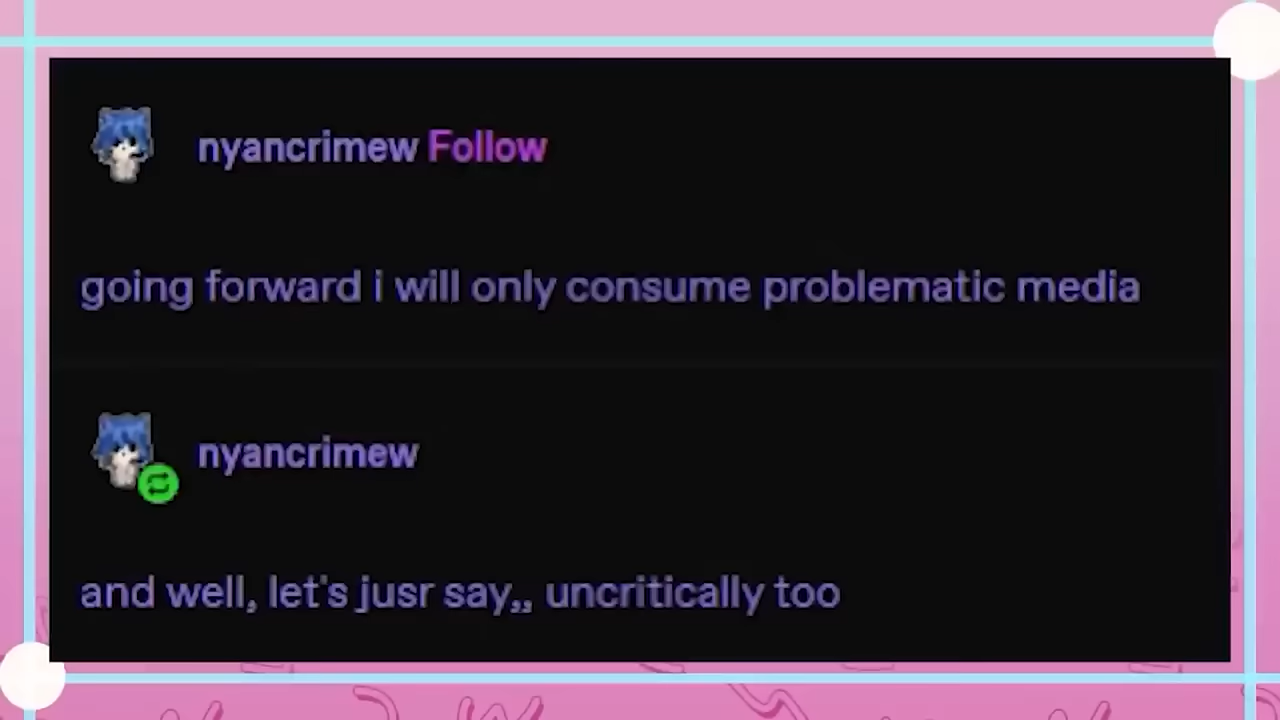 nyancrimew Follow
going forward i will only consume problematic media
nyancrimew
and well, let's jusr say,, uncritically too